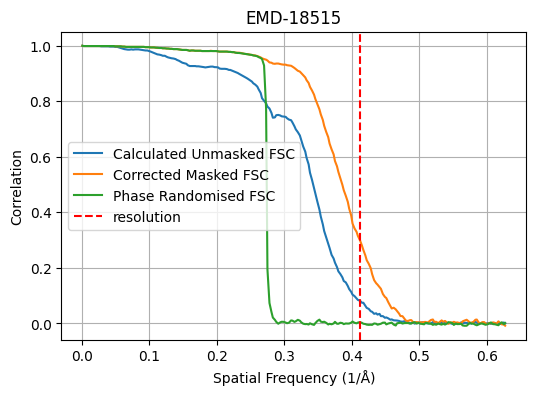 EMD-18515
1.0
0.8
0.6
0.4
0.2
0.0
Correlation
Calculated Unmasked FSC
Corrected Masked FSC
Phase Randomised FSC
resolution
0.0 0.1 0.2 0.3 0.4 0.5 0.6
Spatial Frequency (1/Å)